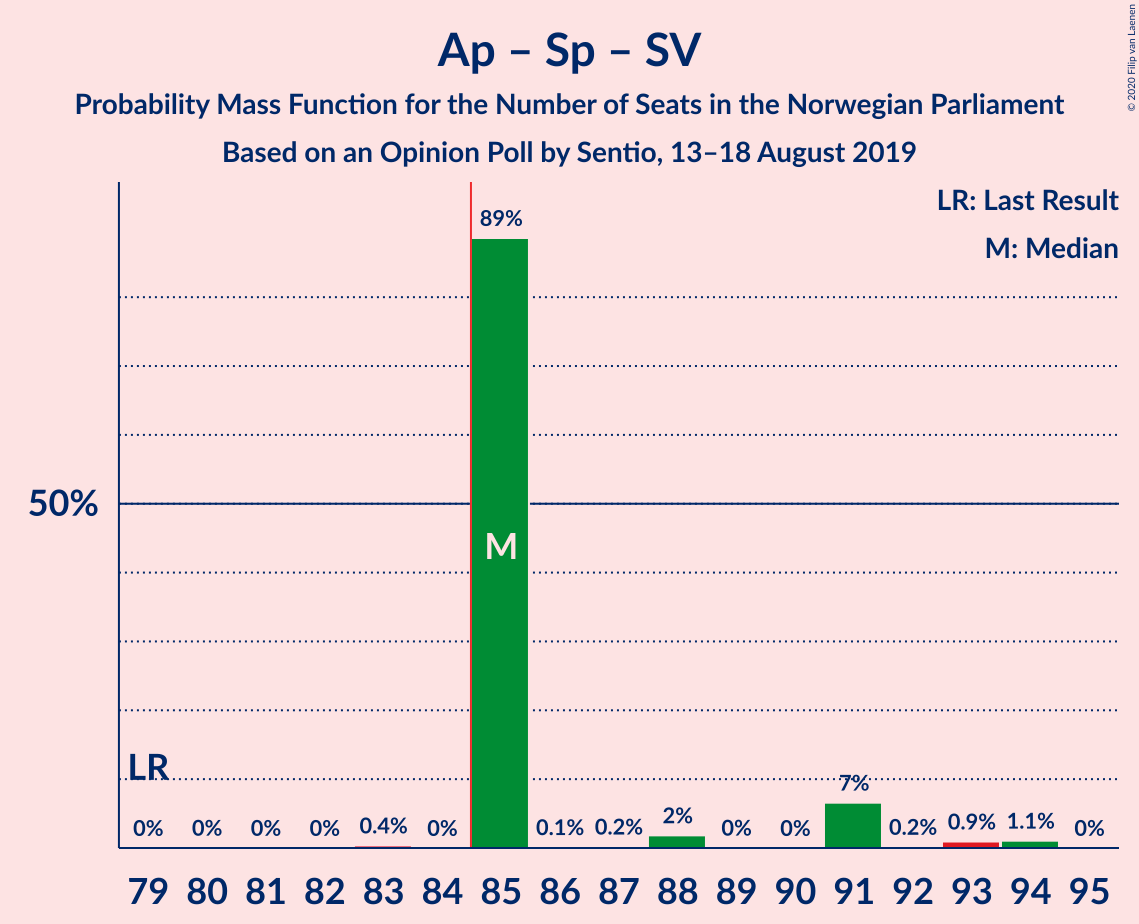 Ap – Sp – SV
Probability Mass Function for the Number of Seats in the Norwegian Parliament
Based on an Opinion Poll by Sentio, 13–18 August 2019
© 2020 Filip van Laenen
LR: Last Result
M: Median
89%
50%
M
LR
7%
0% 0% 0% 0% 0.4% 0% 0.1% 0.2% 2% 0% 0% 0.2% 0.9% 1.1% 0%
79 80 81 82 83 84 85 86 87 88 89 90 91 92 93 94 95